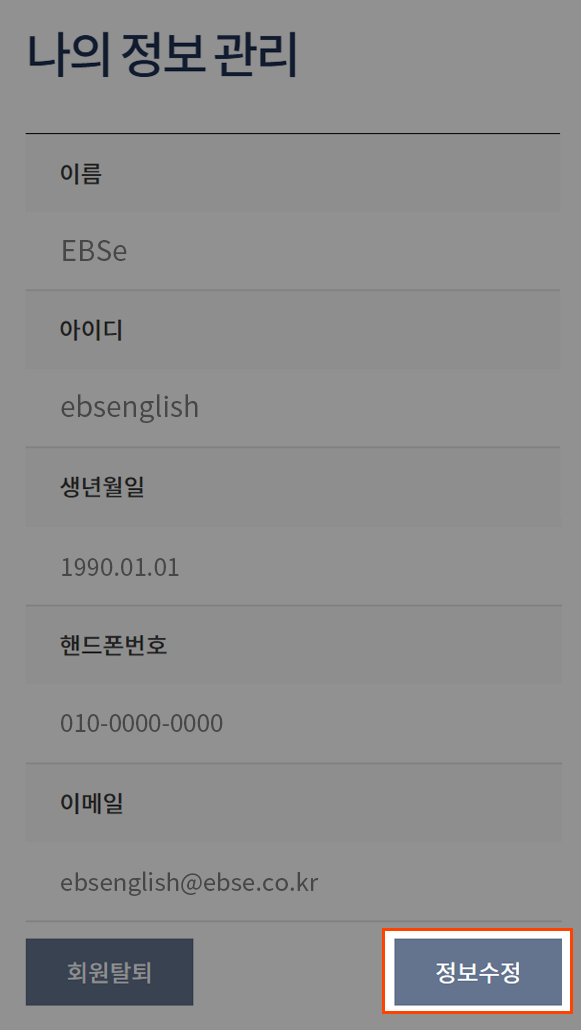 나의 정보 관리
이름
EBSe
아이디
ebsenglish
생년월일
1990.01.01
핸드폰번호
010-0000-0000
이메일
ebsenglish@ebse.co.kr
회원탈퇴 정보수정